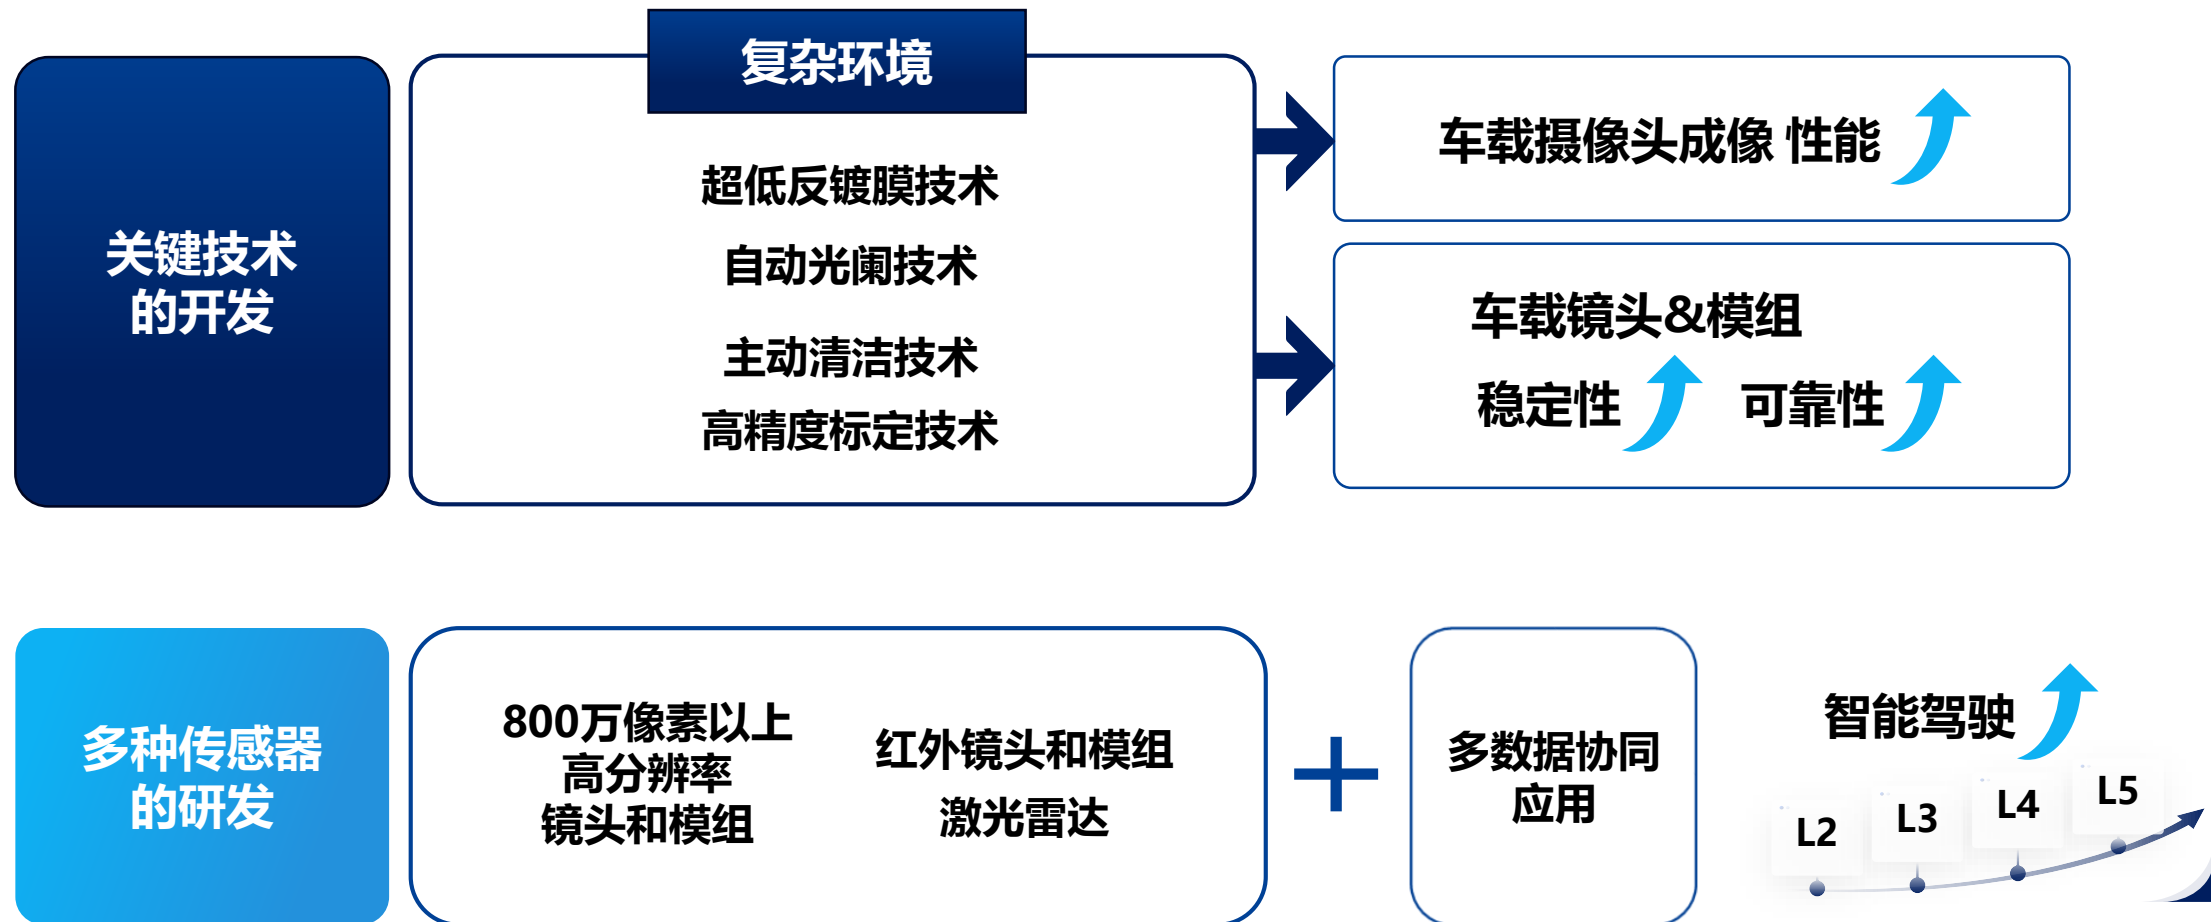 关键技术
的开发
复杂环境
超低反镀膜技术
自动光阑技术
主动清洁技术
高精度标定技术
车载摄像头成像 性能
车载镜头&模组
稳定性
可靠性
多种传感器
的研发
800万像素以上
高分辨率
镜头和模组
红外镜头和模组
激光雷达
+
多数据协同
应用
智能驾驶
L2
L3
L4
L5